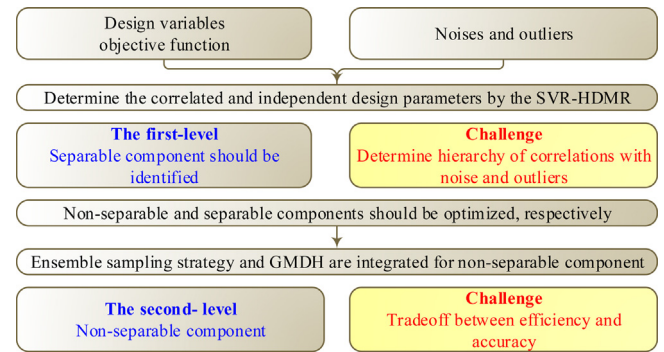 Design variables
objective function
Noises and outliers
Determine the correlated and independent design parameters by the SVR-HDMR
The first-level
Separable component should be
identified
Challenge
Determine hierarchy of correlations with
noise and outliers
Non-separable and separable components should be optimized, respectively
Ensemble sampling strategy and GMDH are integrated for non-separable component
The second- level
Non-separable component
Challenge
Tradeoff between efficiency and
accuracy